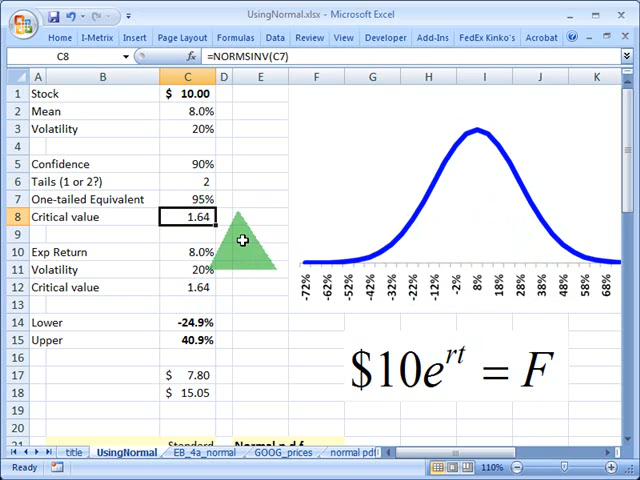 UsingNormal.xlsx - Microsoft Excel
Home I-Metrix Insert Page Layout Formulas Data Review View Developer Add-Ins FedEx Kinko's Acrobat
C8 fx =NORMSINV(C7)
A B C D E F G H I J K
1 Stock $ 10.00
2 Mean 8.0%
3 Volatility 20%
4
5 Confidence 90%
6 Tails (1 or 2?) 2
7 One-tailed Equivalent 95%
8 Critical value 1.64
9
10 Exp Return 8.0%
11 Volatility 20%
12 Critical value 1.64
14 Lower -24.9%
15 Upper 40.9%
17 $ 7.80
18 $ 15.05
19
20
21 Standard Normal p.d.f.
-72% -62% -52% -42% -32% -22% -12% -2% 8% 18% 28% 38% 48% 58% 68%
$10e^rt = F
title UsingNormal EB_4a_normal GOOG_prices normal pdf
Ready 110%